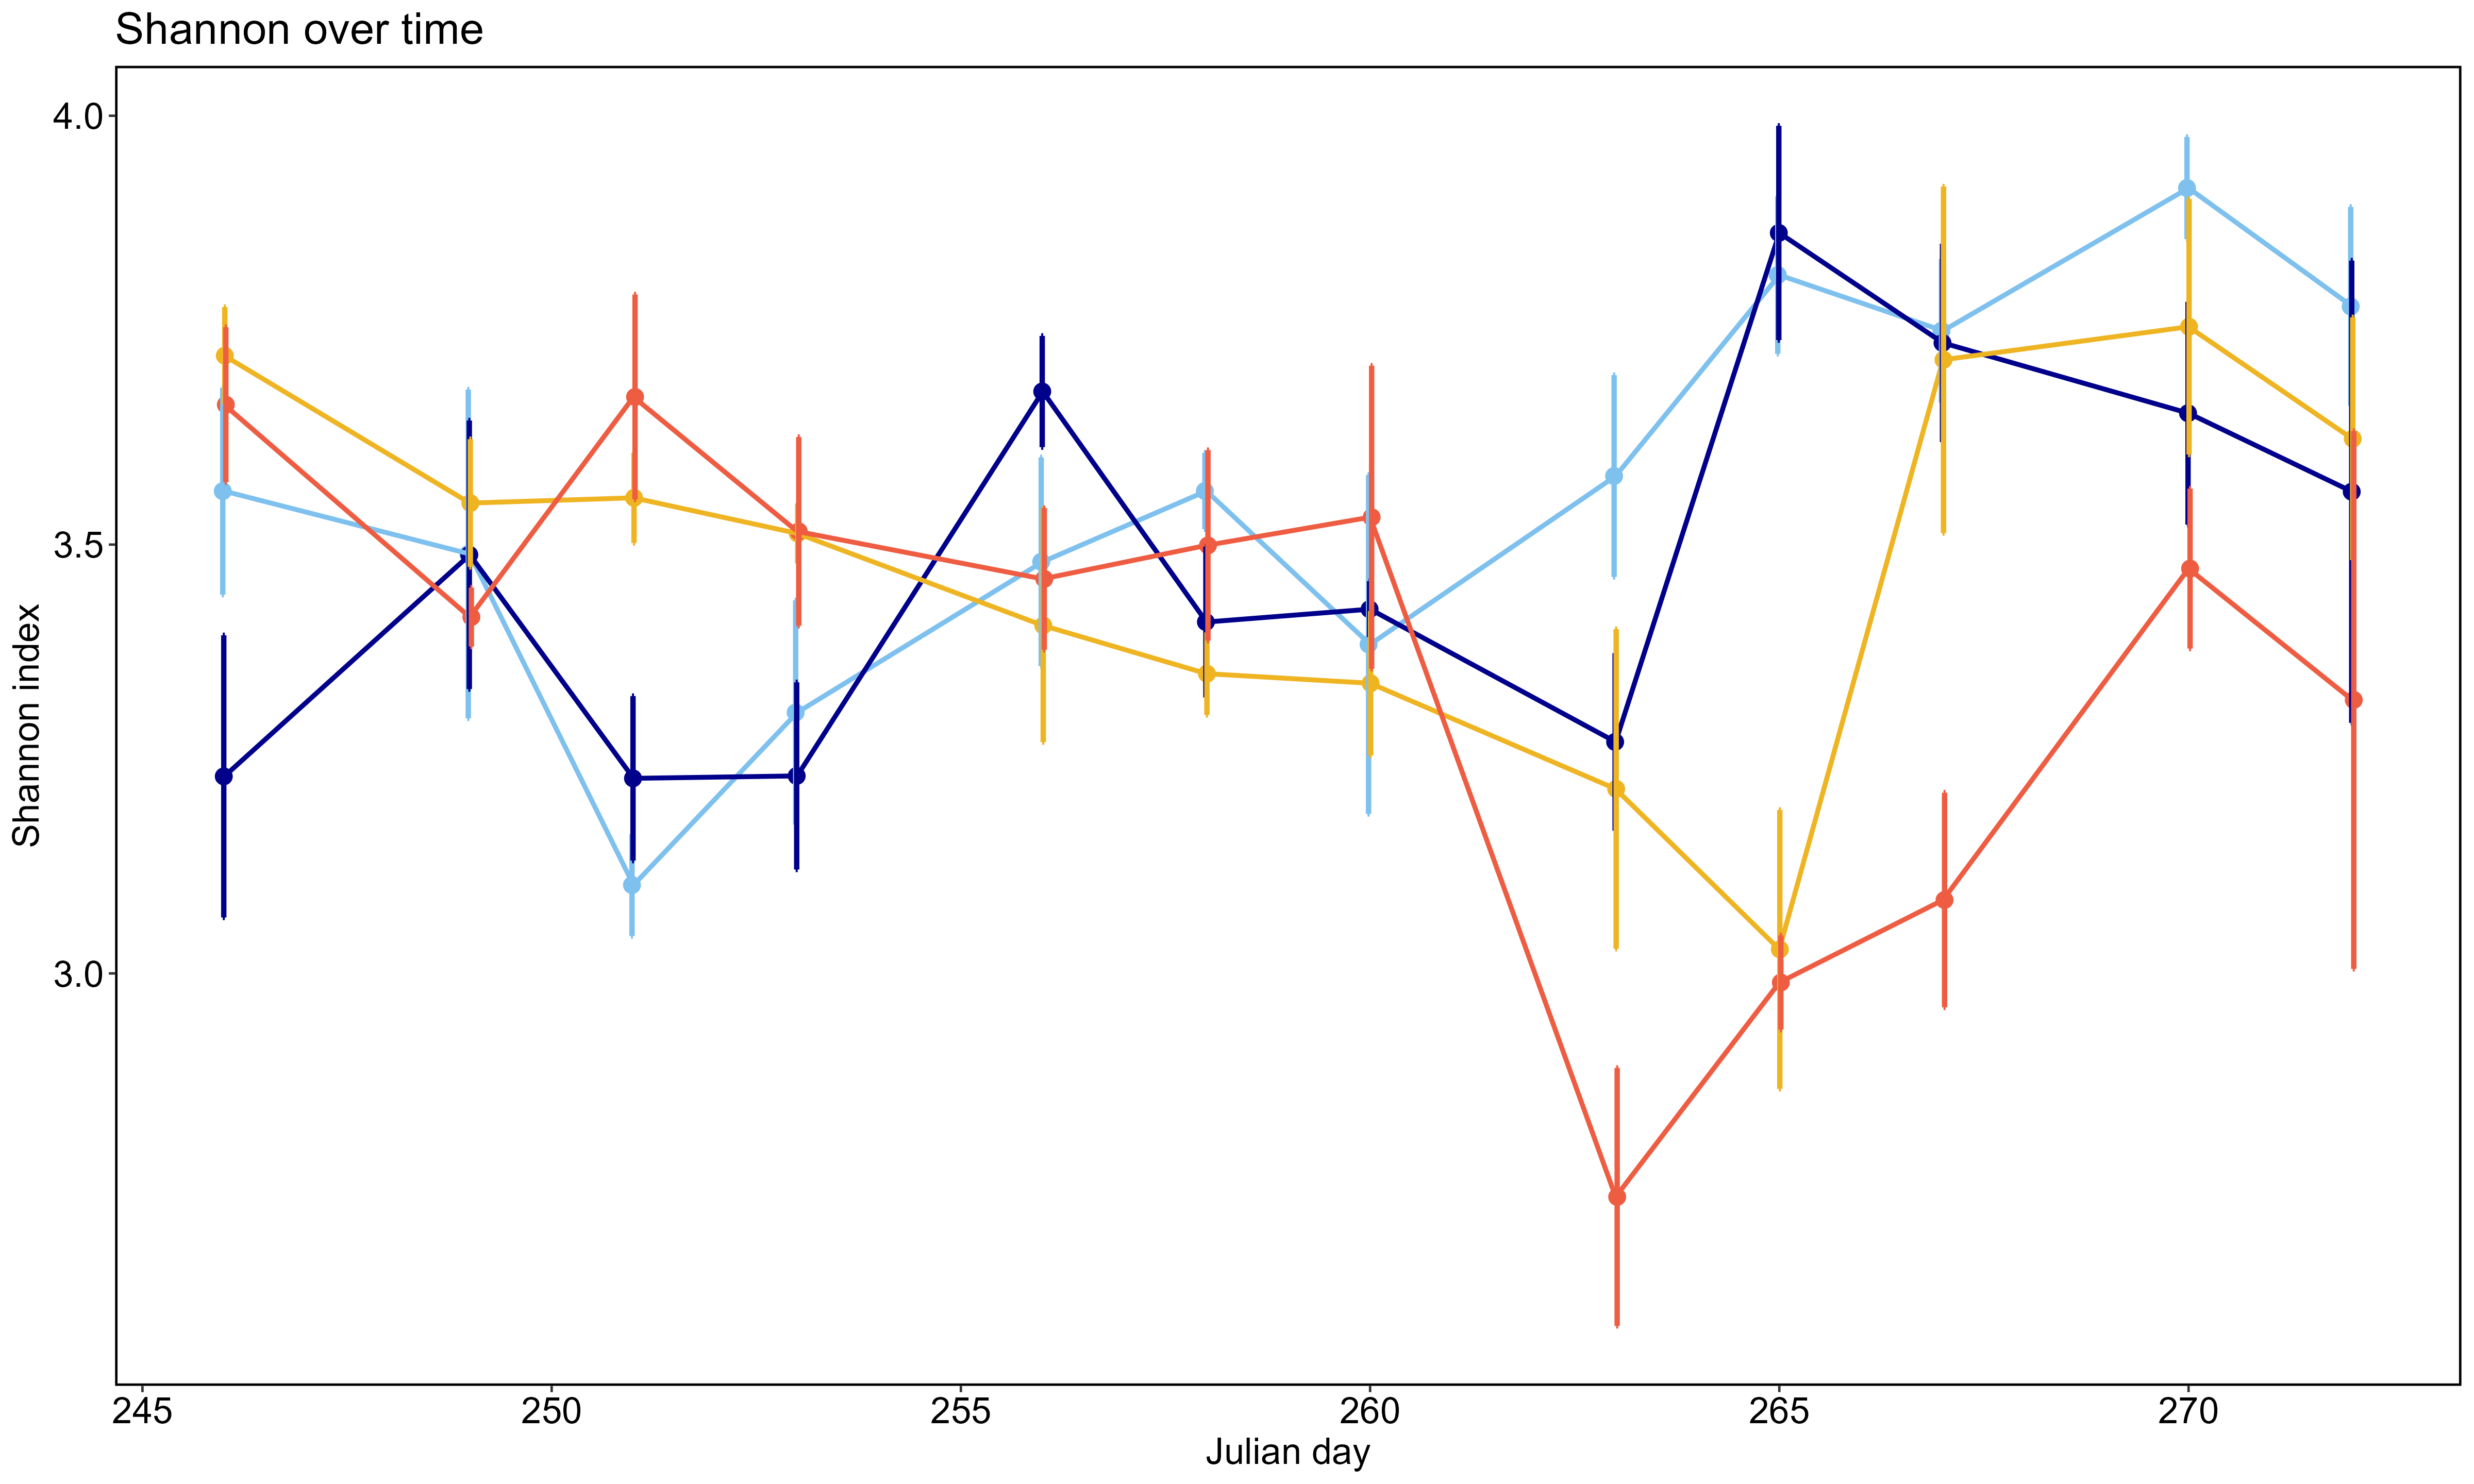 Shannon over time
Shannon index
4.0
3.5
3.0
245 250 255 260 265 270
Julian day